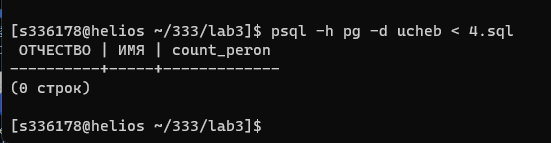 [s336178@helios ~/333/lab3]$ psql -h pg -d ucheb < 4.sql
 ОТЧЕСТВО | ИМЯ | count_peron
----------+-----+-------------
(0 строк)

[s336178@helios ~/333/lab3]$